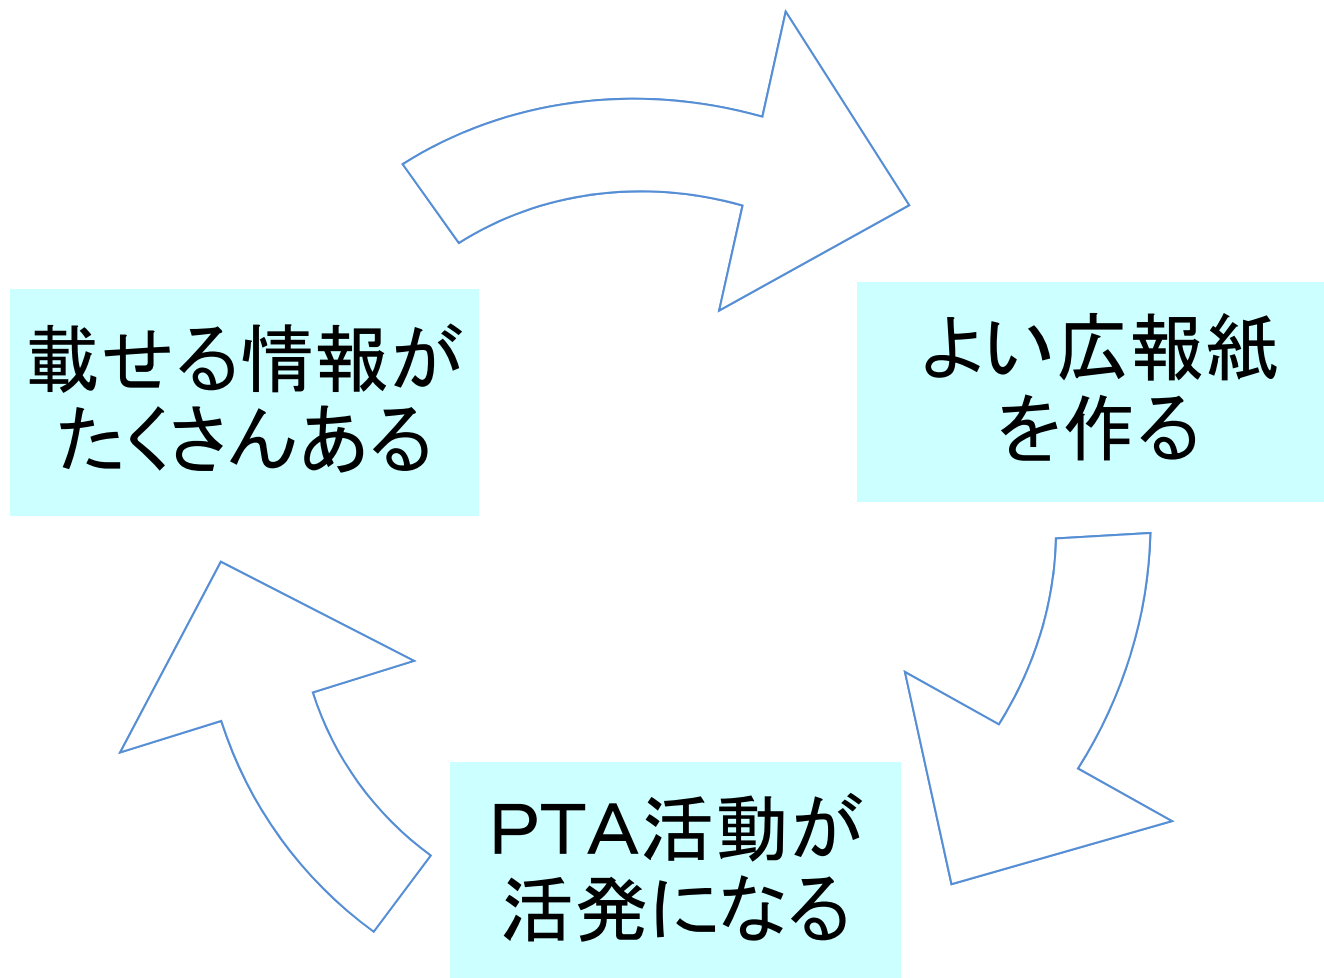 載せる情報が
たくさんある
よい広報紙
を作る
ＰＴＡ活動が
活発になる